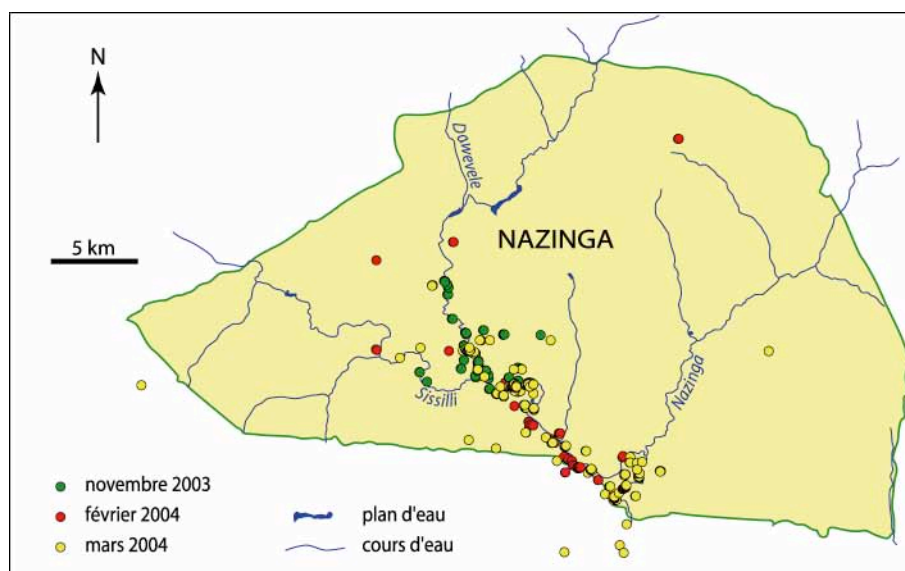 N
Dawevele
5 km
NAZINGA
Nazinga
Sissilli
novembre 2003
février 2004
mars 2004
plan d'eau
cours d'eau